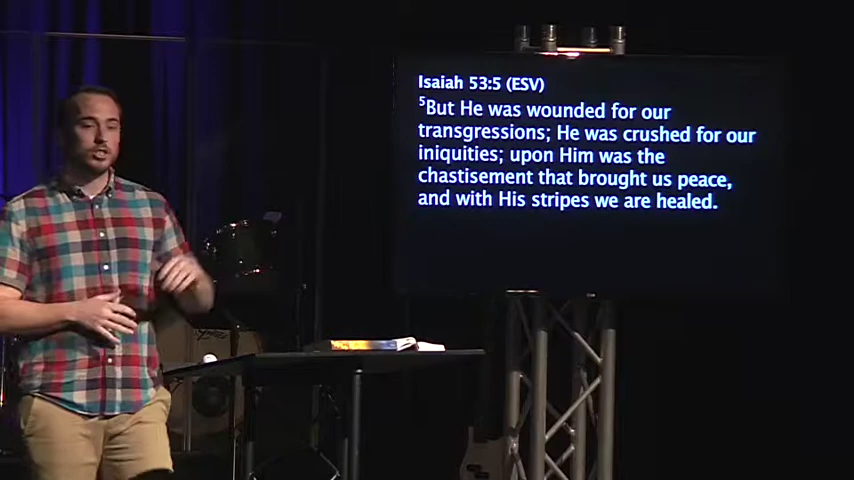 Isaiah 53:5 (ESV)
5But He was wounded for our
transgressions; He was crushed for our
iniquities; upon Him was the
chastisement that brought us peace,
and with His stripes we are healed.